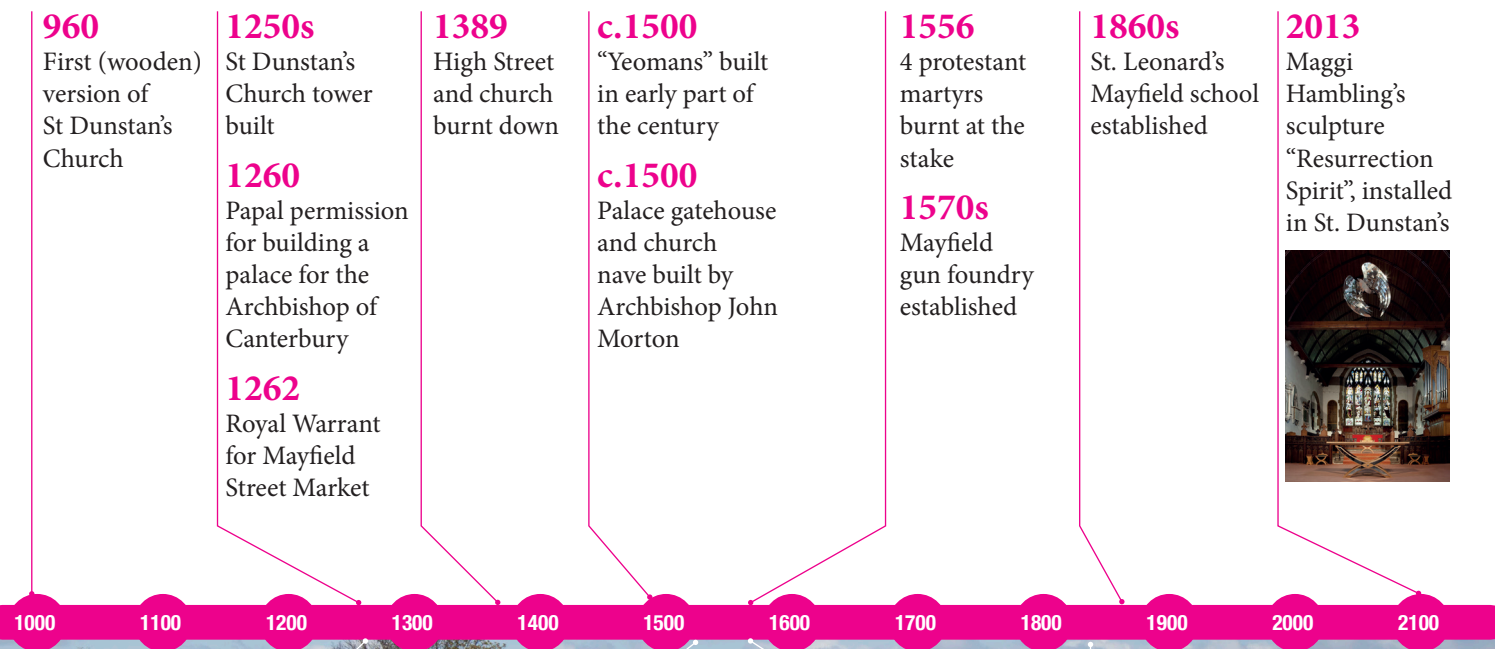 960
First (wooden)
version of
St Dunstan’s
Church
1250s
St Dunstan’s
Church tower
built
1260
Papal permission
for building a
palace for the
Archbishop of
Canterbury
1262
Royal Warrant
for Mayfield
Street Market
1389
High Street
and church
burnt down
c.1500
“Yeomans” built
in early part of
the century
c.1500
Palace gatehouse
and church
nave built by
Archbishop John
Morton
1556
4 protestant
martyrs
burnt at the
stake
1570s
Mayfield
gun foundry
established
1860s
St. Leonard’s
Mayfield school
established
2013
Maggi
Hambling’s
sculpture
“Resurrection
Spirit”, installed
in St. Dunstan’s
1000 1100 1200 1300 1400 1500 1600 1700 1800 1900 2000 2100